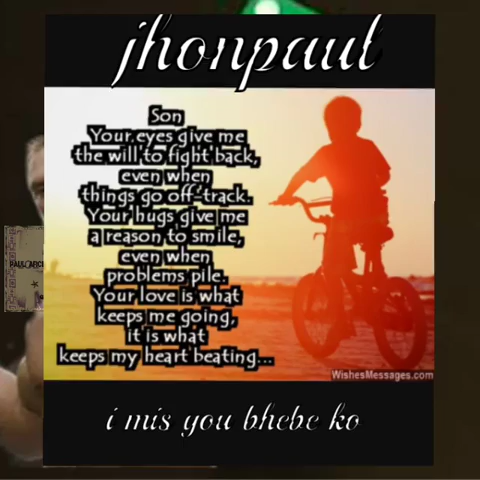 jhonpaul
Son
Your eyes give me
the will to fight back,
even when
things go off-track.
Your hugs give me
a reason to smile,
even when
problems pile.
Your love is what
keeps me going,
it is what
keeps my heart beating...
WishesMessages.com
i mis you bhebe ko